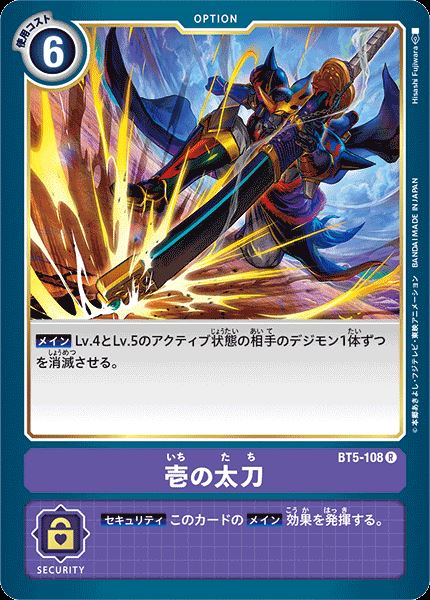 OPTION
使用コスト
6
Hisashi Fujiwara
©本郷あきよし・フジテレビ・東映アニメーション BANDAI MADE IN JAPAN
メイン Lv.4とLv.5のアクティブ状態の相手のデジモン1体ずつ
を消滅させる。
BT5-108 R
壱の太刀
セキュリティ このカードの メイン 効果を発揮する。
SECURITY